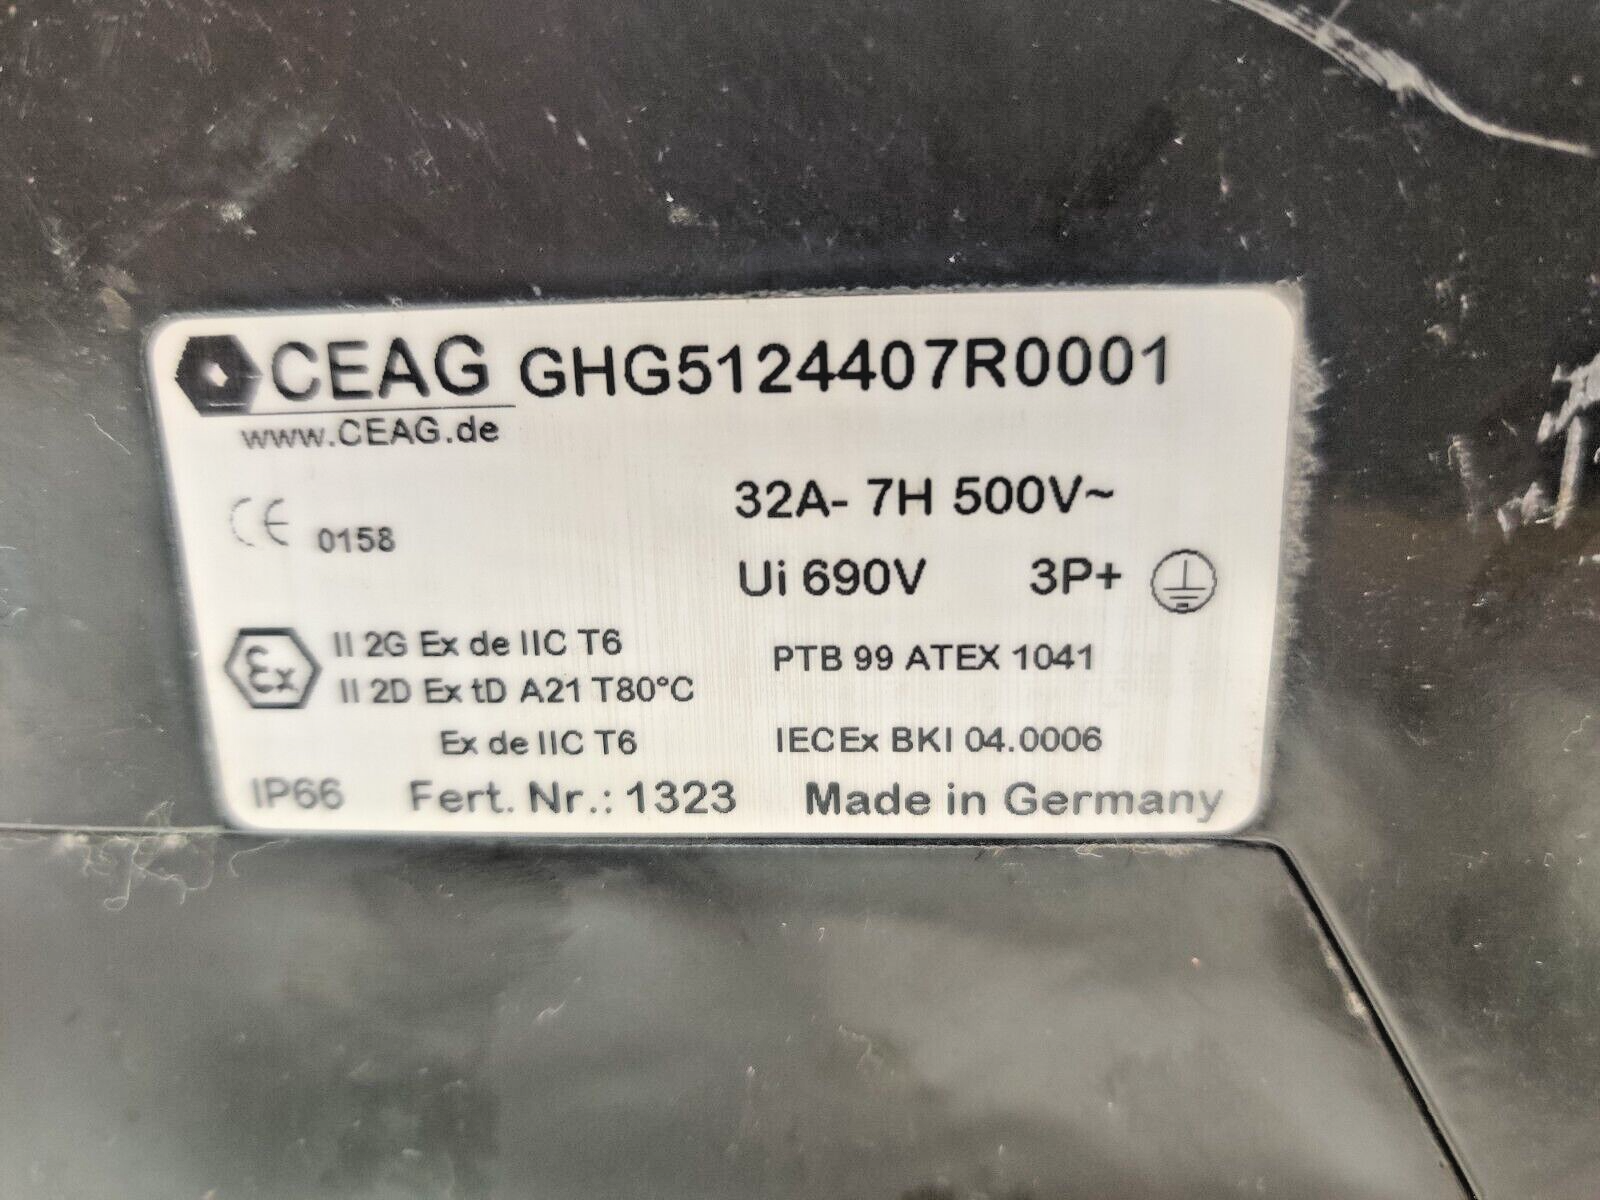 CEAG GHG5124407R0001
www.CEAG.de
32A- 7H 500V~
CE 0158
Ui 690V 3P+
Ex II 2G Ex de IIC T6
PTB 99 ATEX 1041
II 2D Ex tD A21 T80°C
Ex de IIC T6 IECEx BKI 04.0006
IP66 Fert. Nr.: 1323 Made in Germany